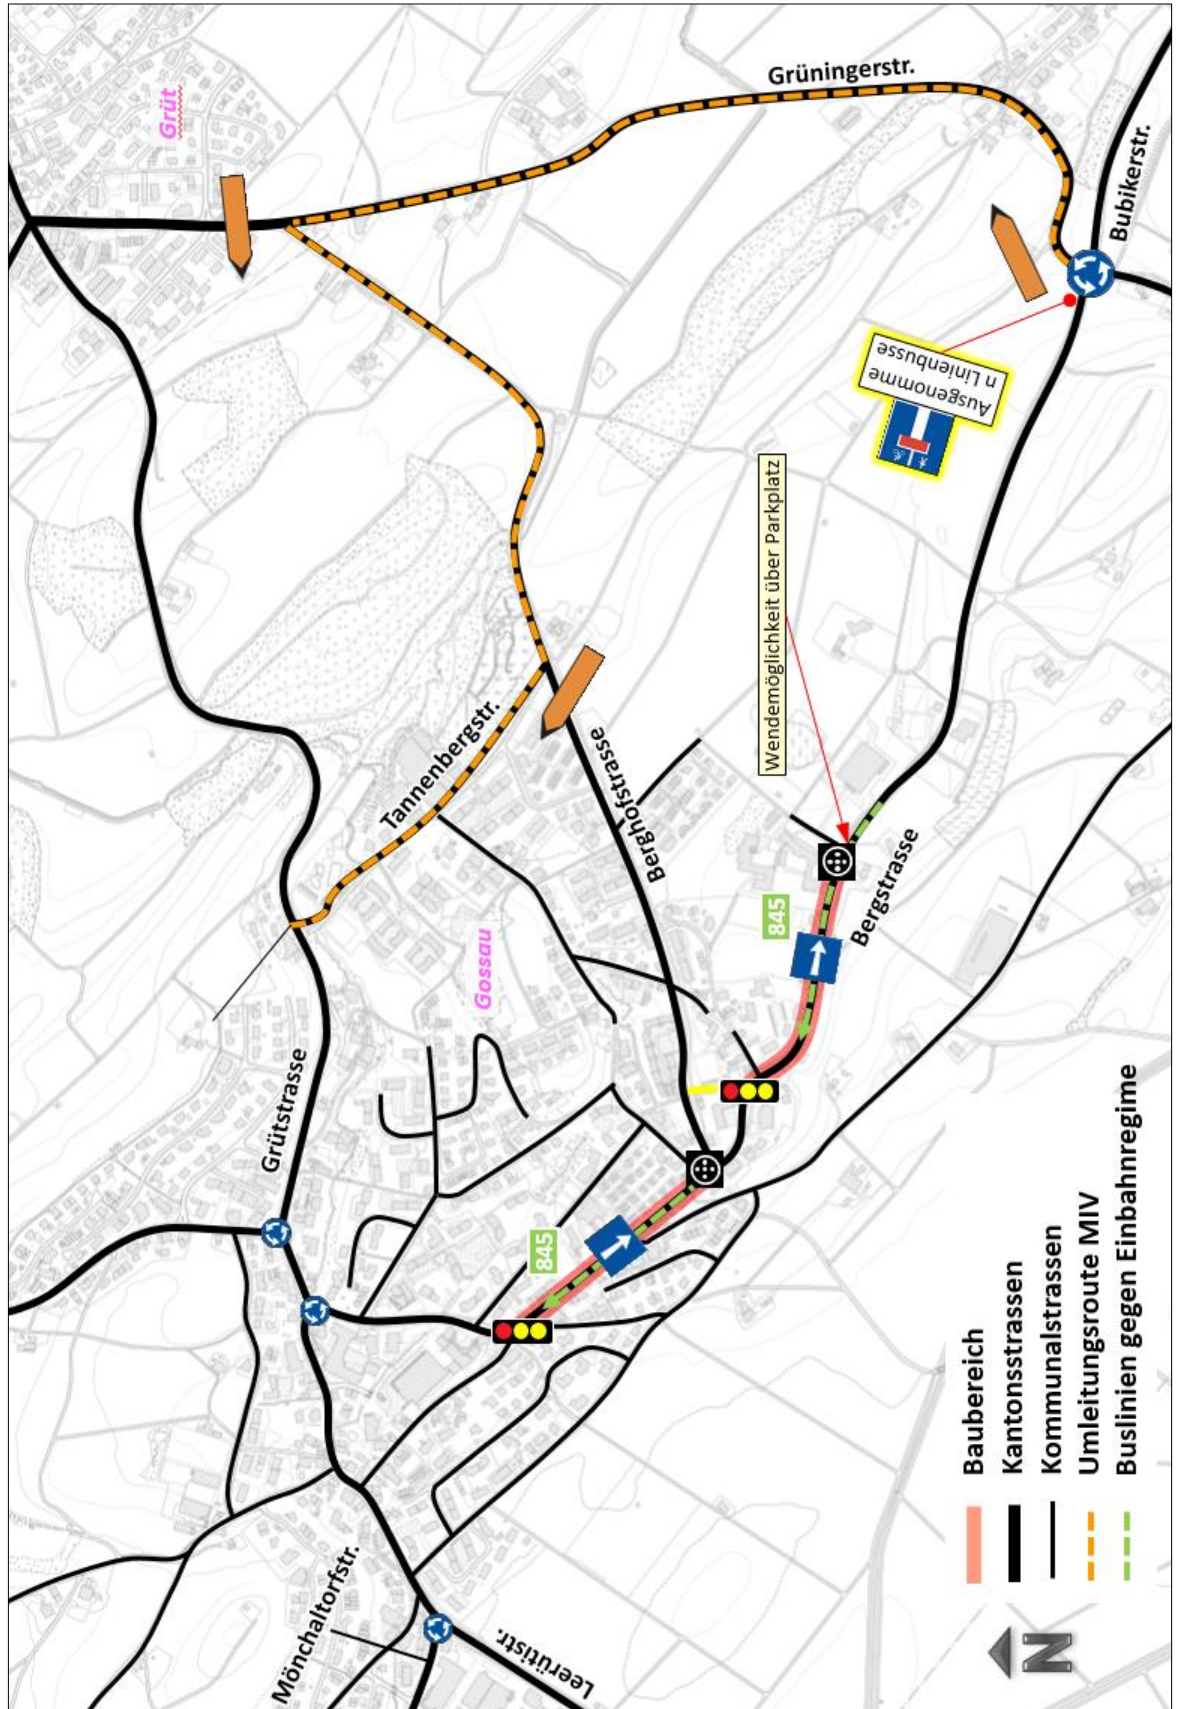 Grüt
Grüningerstr.
Bubikerstr.
Ausgenomme
n Linienbusse
Wendemöglichkeit über Parkplatz
Tannenbergstr.
Berghofstrasse
Bergstrasse
845
Gossau
Grütstrasse
845
Mönchaltorfstr.
Leerütistr.
Baubereich
Kantonsstrassen
Kommunalstrassen
Umleitungsroute MIV
Buslinien gegen Einbahnregime
N